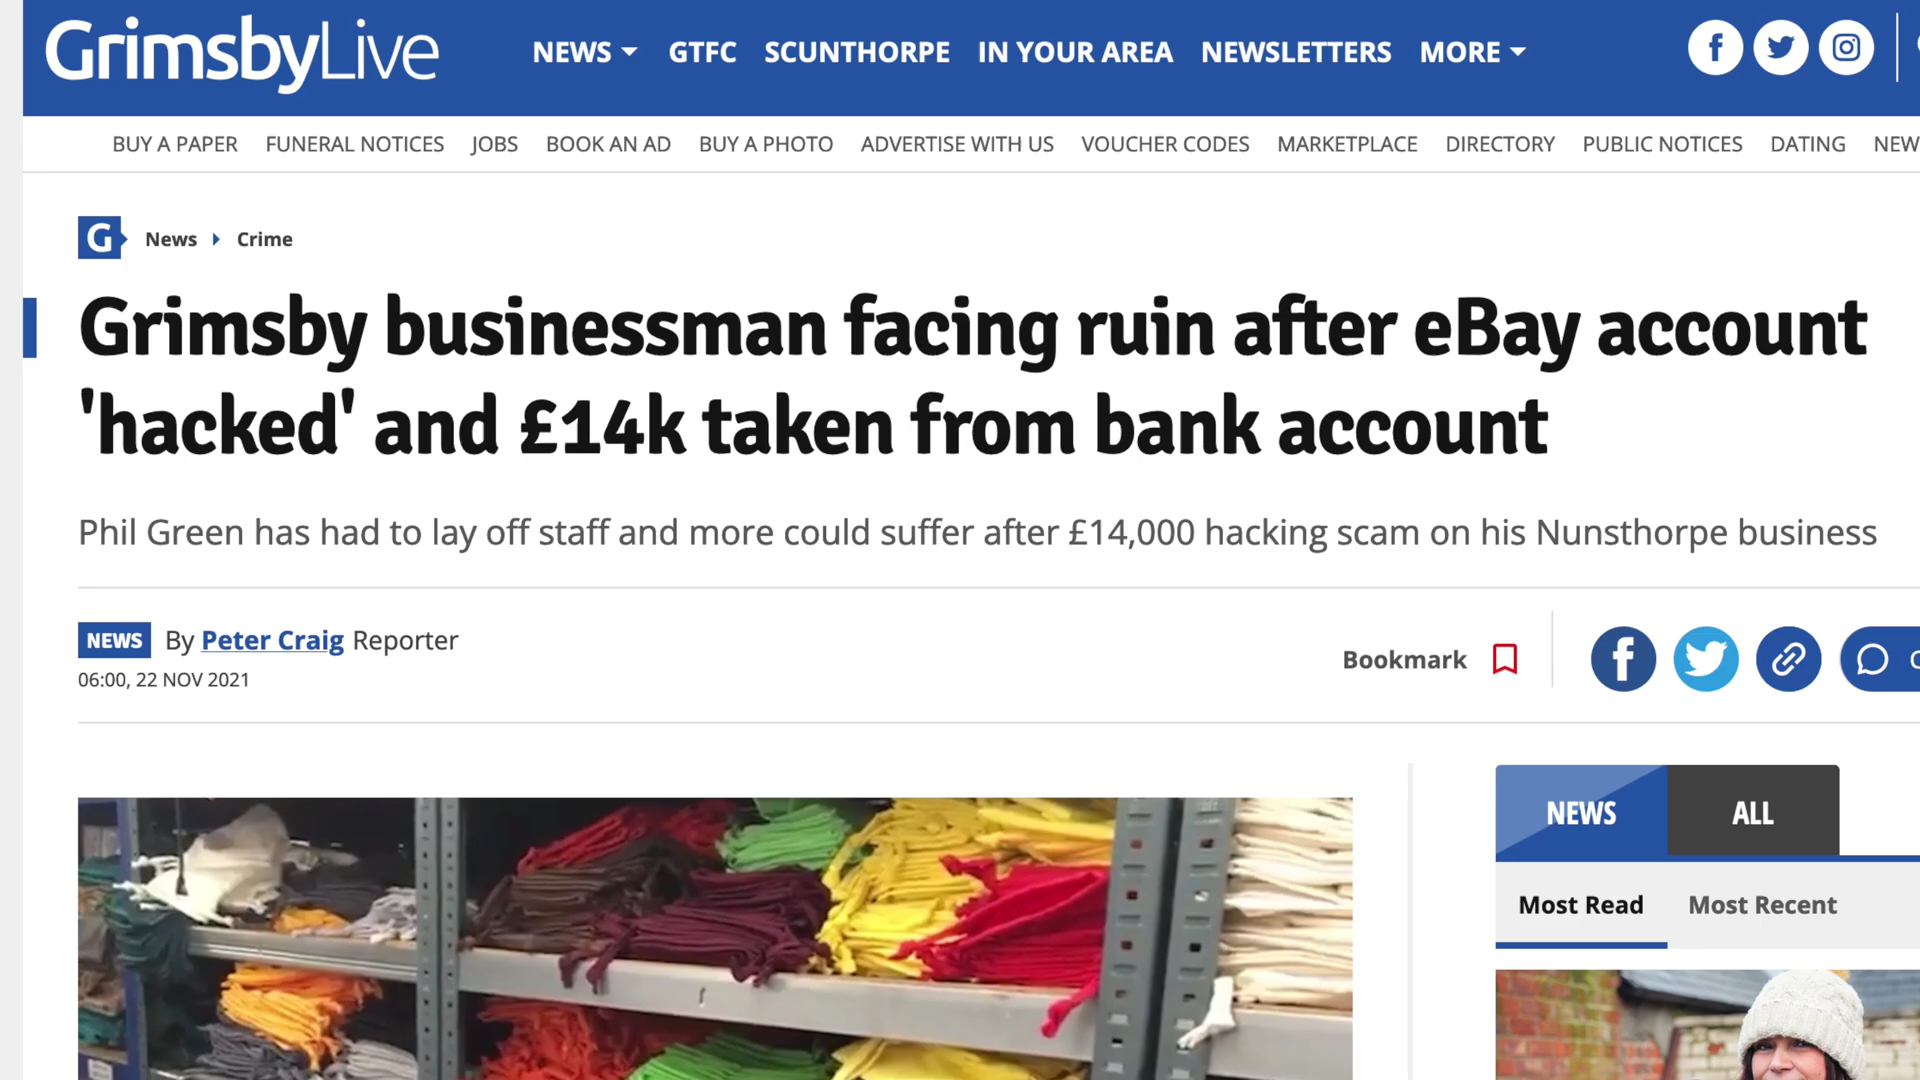 GrimsbyLive
NEWS GTFC SCUNTHORPE IN YOUR AREA NEWSLETTERS MORE
BUY A PAPER FUNERAL NOTICES JOBS BOOK AN AD BUY A PHOTO ADVERTISE WITH US VOUCHER CODES MARKETPLACE DIRECTORY PUBLIC NOTICES DATING NEW
G News Crime
Grimsby businessman facing ruin after eBay account
'hacked' and £14k taken from bank account
Phil Green has had to lay off staff and more could suffer after £14,000 hacking scam on his Nunsthorpe business
NEWS By Peter Craig Reporter
06:00, 22 NOV 2021
Bookmark
NEWS ALL
Most Read Most Recent